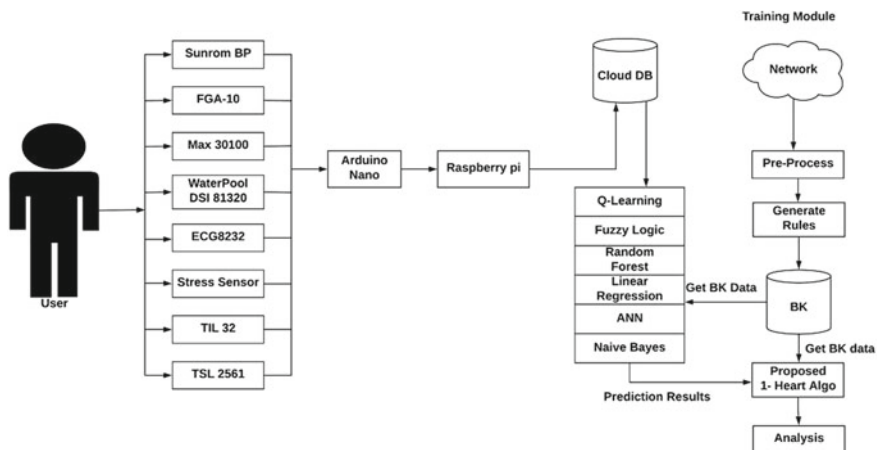 Training Module
Sunrom BP
Cloud DB
Network
FGA-10
Max 30100
Arduino
Nano
Raspberry pi
Pre-Process
WaterPool
DSI 81320
Q-Learning
Generate
Rules
ECG8232
Fuzzy Logic
Random
Forest
Stress Sensor
Linear
Regression
Get BK Data
BK
User
TIL 32
ANN
Naive Bayes
Get BK data
TSL 2561
Proposed
1- Heart Algo
Prediction Results
Analysis